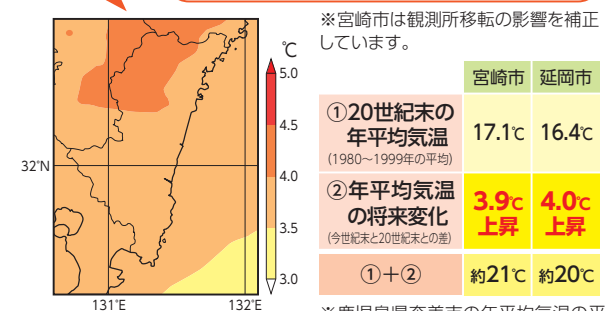 ※宮崎市は観測所移転の影響を補正
しています。
℃
5.0
4.5
4.0
3.5
3.0
32°N
131°E
132°E
宮崎市 延岡市
①20世紀末の
年平均気温
(1980～1999年の平均)
17.1℃ 16.4℃
②年平均気温
の将来変化
(今世紀末と20世紀末との差)
3.9℃
上昇
4.0℃
上昇
①+② 約21℃ 約20℃